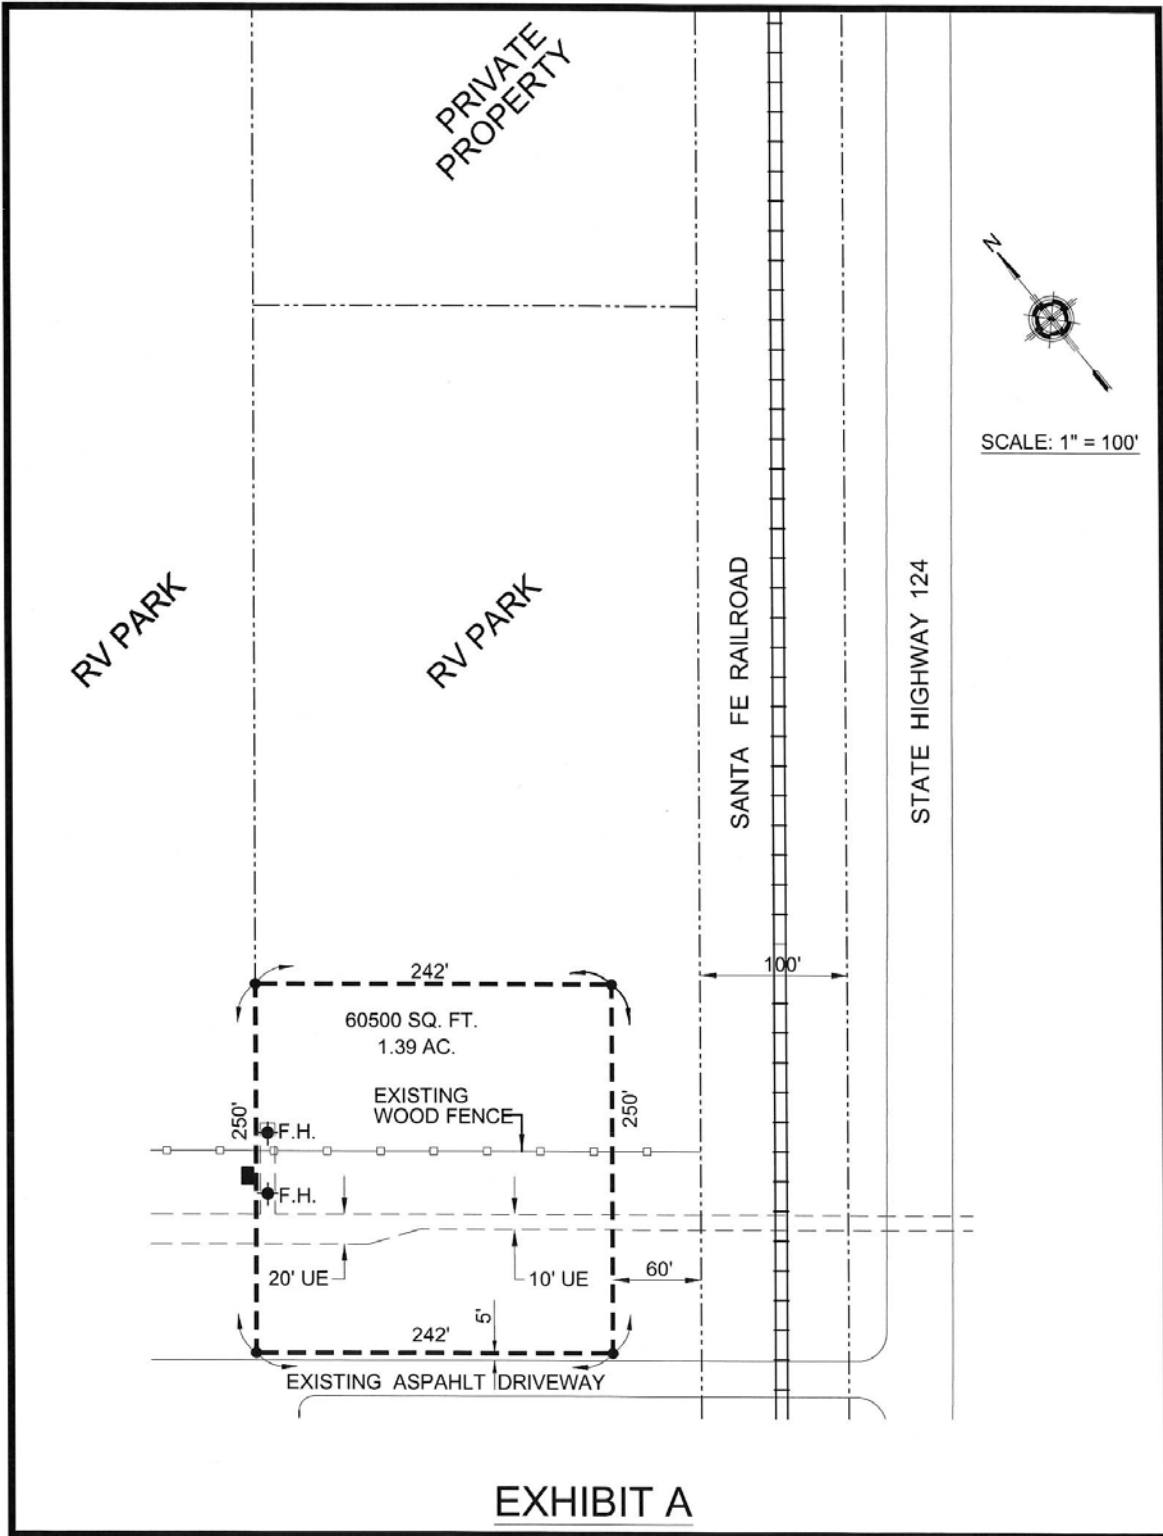 PRIVATE
PROPERTY
N
SCALE: 1" = 100'
RV PARK
RV PARK
SANTA FE RAILROAD
STATE HIGHWAY 124
242'
100'
60500 SQ. FT.
1.39 AC.
EXISTING
WOOD FENCE
250'
250'
F.H.
F.H.
20' UE
10' UE
60'
5'
242'
EXISTING ASPAHLT DRIVEWAY
EXHIBIT A